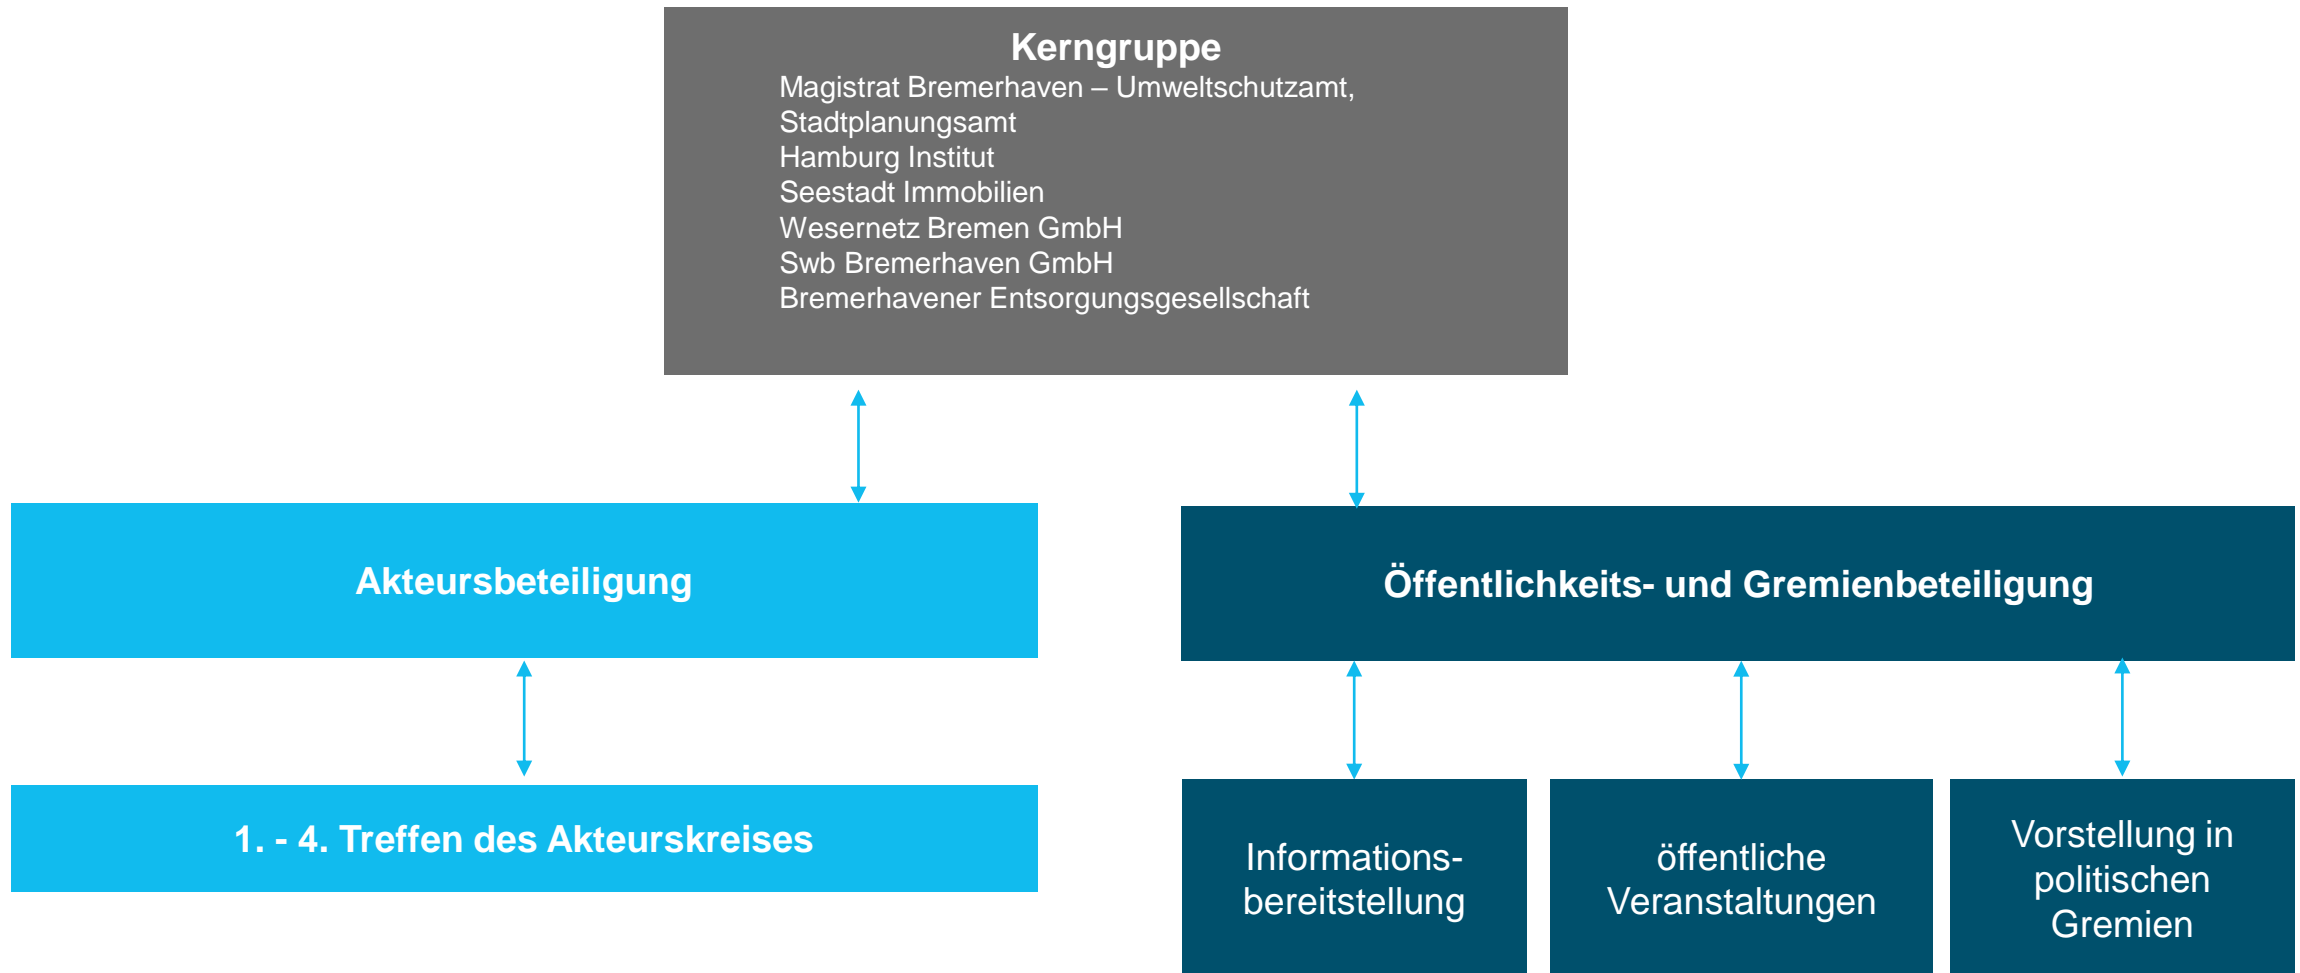 Kerngruppe
Magistrat Bremerhaven – Umweltschutzamt,
Stadtplanungsamt
Hamburg Institut
Seestadt Immobilien
Wesernetz Bremen GmbH
Swb Bremerhaven GmbH
Bremerhavener Entsorgungsgesellschaft
Akteursbeteiligung
Öffentlichkeits- und Gremienbeteiligung
1. - 4. Treffen des Akteurskreises
Informations-
bereitstellung
öffentliche
Veranstaltungen
Vorstellung in
politischen
Gremien